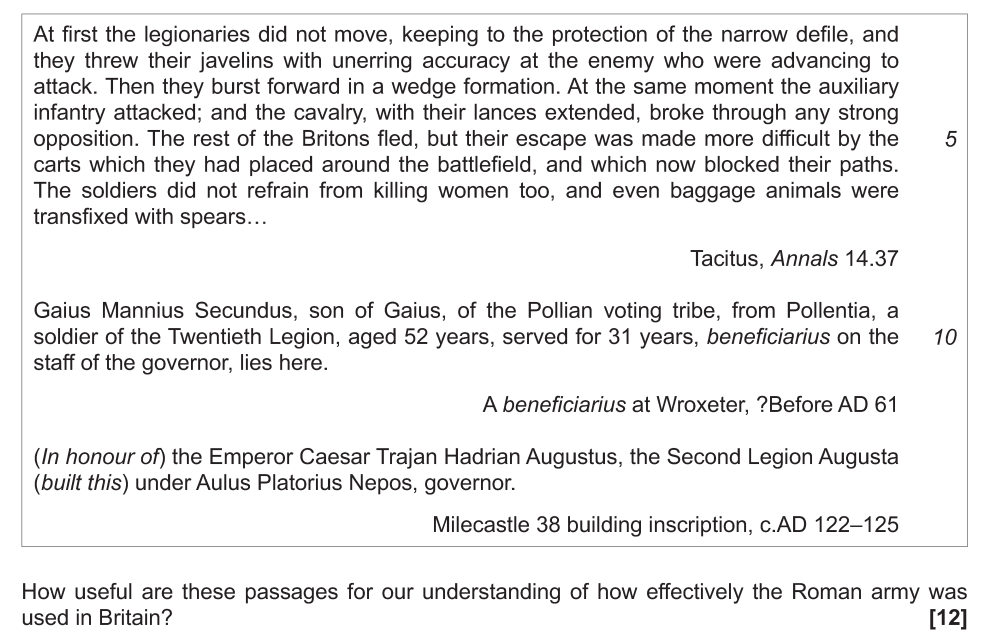 At first the legionaries did not move, keeping to the protection of the narrow defile, and
they threw their javelins with unerring accuracy at the enemy who were advancing to
attack. Then they burst forward in a wedge formation. At the same moment the auxiliary
infantry attacked; and the cavalry, with their lances extended, broke through any strong
opposition. The rest of the Britons fled, but their escape was made more difficult by the 5
carts which they had placed around the battlefield, and which now blocked their paths.
The soldiers did not refrain from killing women too, and even baggage animals were
transfixed with spears…
Tacitus, Annals 14.37
Gaius Mannius Secundus, son of Gaius, of the Pollian voting tribe, from Pollentia, a
soldier of the Twentieth Legion, aged 52 years, served for 31 years, beneficiarius on the 10
staff of the governor, lies here.
A beneficiarius at Wroxeter, ?Before AD 61
(In honour of) the Emperor Caesar Trajan Hadrian Augustus, the Second Legion Augusta
(built this) under Aulus Platorius Nepos, governor.
Milecastle 38 building inscription, c.AD 122–125
How useful are these passages for our understanding of how effectively the Roman army was
used in Britain? [12]